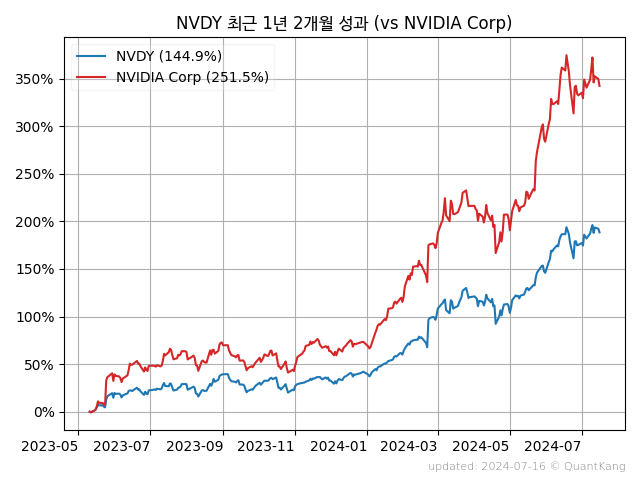 NVDY 최근 1년 2개월 성과 (vs NVIDIA Corp)
NVDY (144.9%)
NVIDIA Corp (251.5%)
350%
300%
250%
200%
150%
100%
50%
0%
2023-05 2023-07 2023-09 2023-11 2024-01 2024-03 2024-05 2024-07
updated: 2024-07-16 © QuantKang